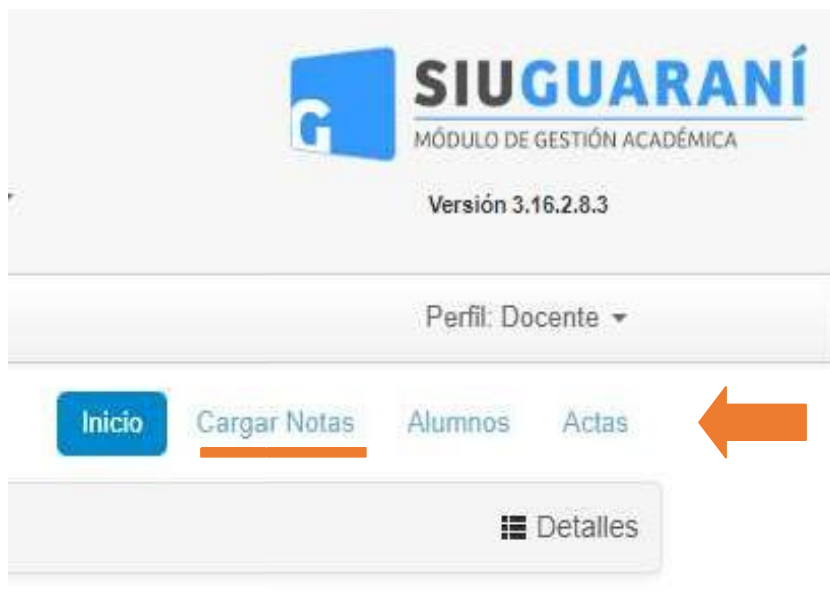 G
SIUGUARANÍ
MÓDULO DE GESTIÓN ACADÉMICA
Versión 3.16.2.8.3
Perfil: Docente
Inicio Cargar Notas Alumnos Actas
Detalles